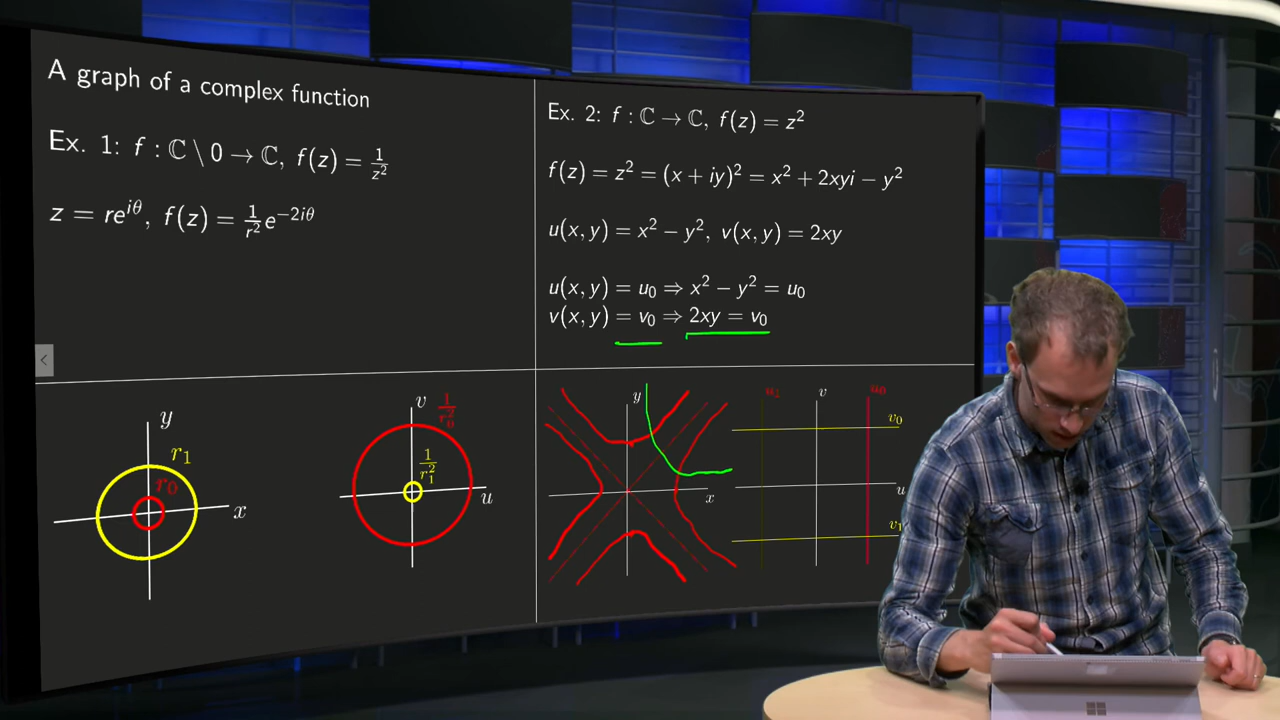 A graph of a complex function
Ex. 1: f : ℂ \ 0 → ℂ, f(z) = 1/z²
z = re^{iθ}, f(z) = 1/r² e^{−2iθ}
Ex. 2: f : ℂ → ℂ, f(z) = z²
f(z) = z² = (x + iy)² = x² + 2xyi − y²
u(x, y) = x² − y², v(x, y) = 2xy
u(x, y) = u₀ ⇒ x² − y² = u₀
v(x, y) = v₀ ⇒ 2xy = v₀
y
r₁
r₀
x
v
1/r₀²
1/r₁²
u
y
x
u₁
v
u₀
v₀
u
v₁